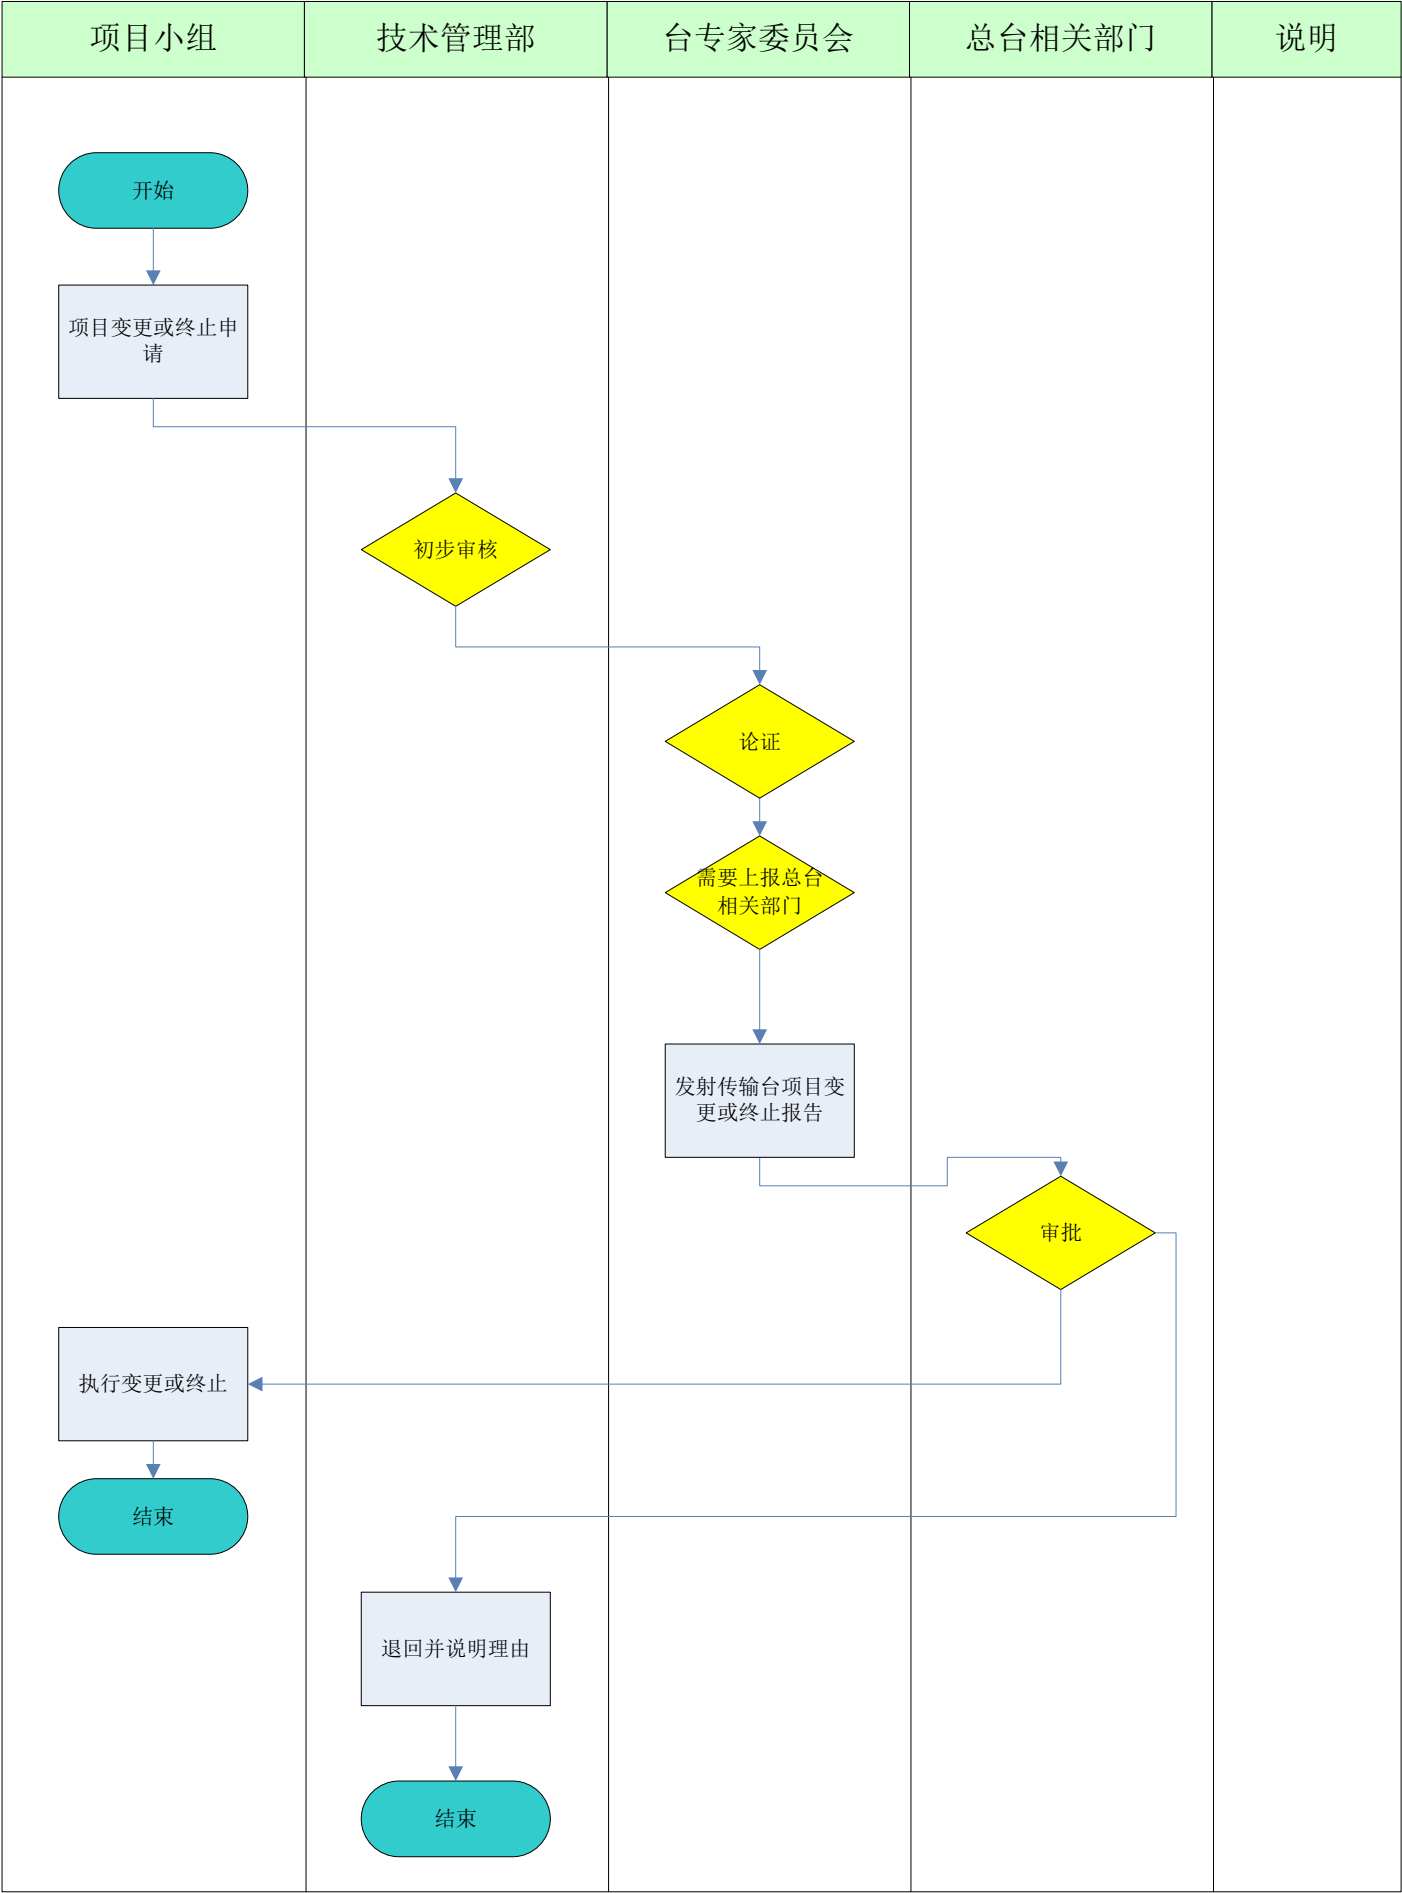 项目小组
技术管理部
台专家委员会
总台相关部门
说明
开始
项目变更或终止申
请
初步审核
论证
需要上报总台
相关部门
发射传输台项目变
更或终止报告
审批
执行变更或终止
结束
退回并说明理由
结束